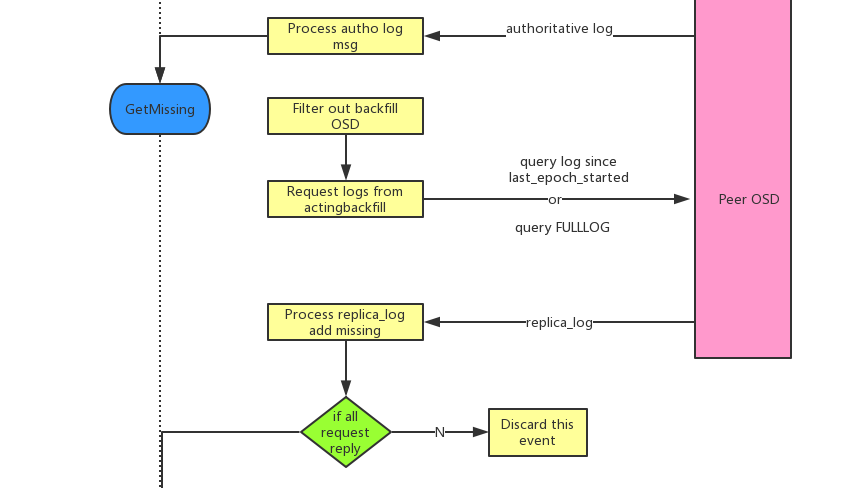 Process autho log
msg
authoritative log
GetMissing
Filter out backfill
OSD
Request logs from
actingbackfill
query log since
last_epoch_started
or
query FULLLOG
Peer OSD
Process replica_log
add missing
replica_log
if all
request
reply
N
Discard this
event